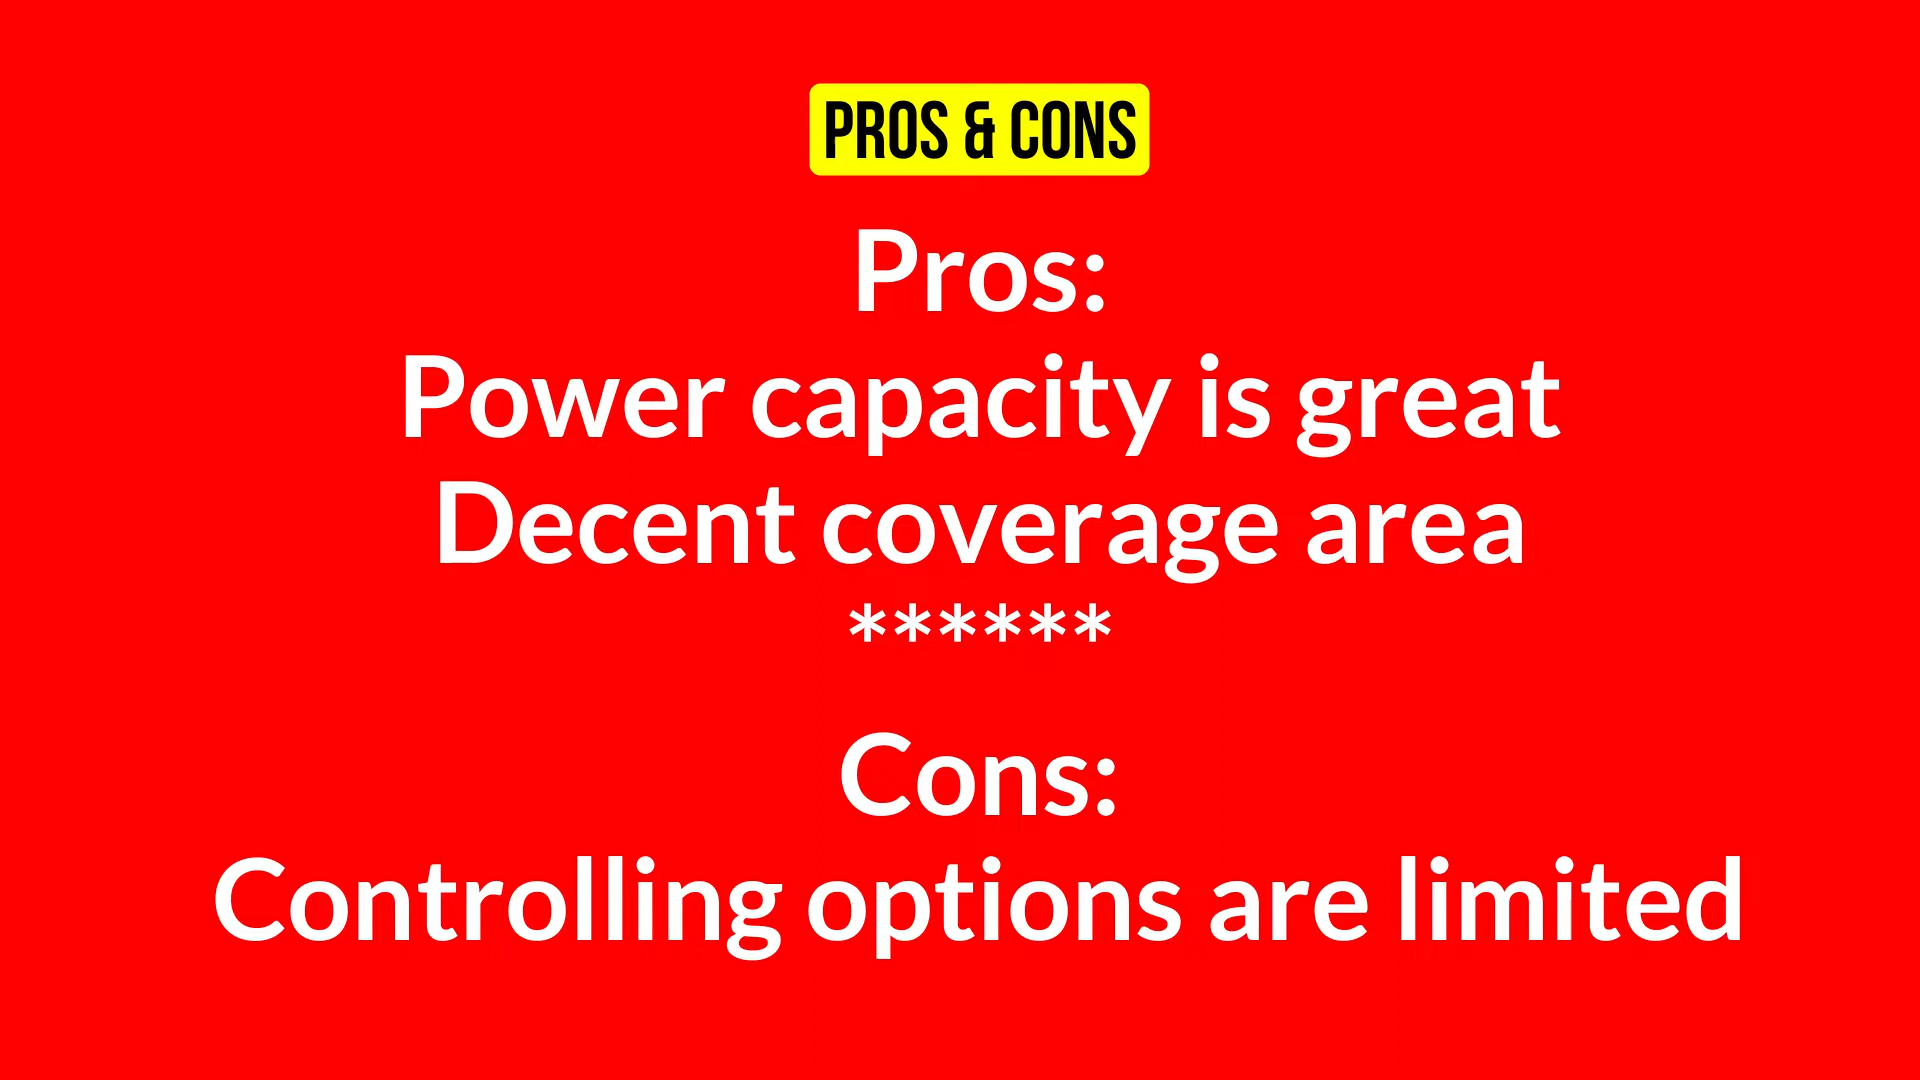 PROS & CONS
Pros:
Power capacity is great
Decent coverage area
******
Cons:
Controlling options are limited